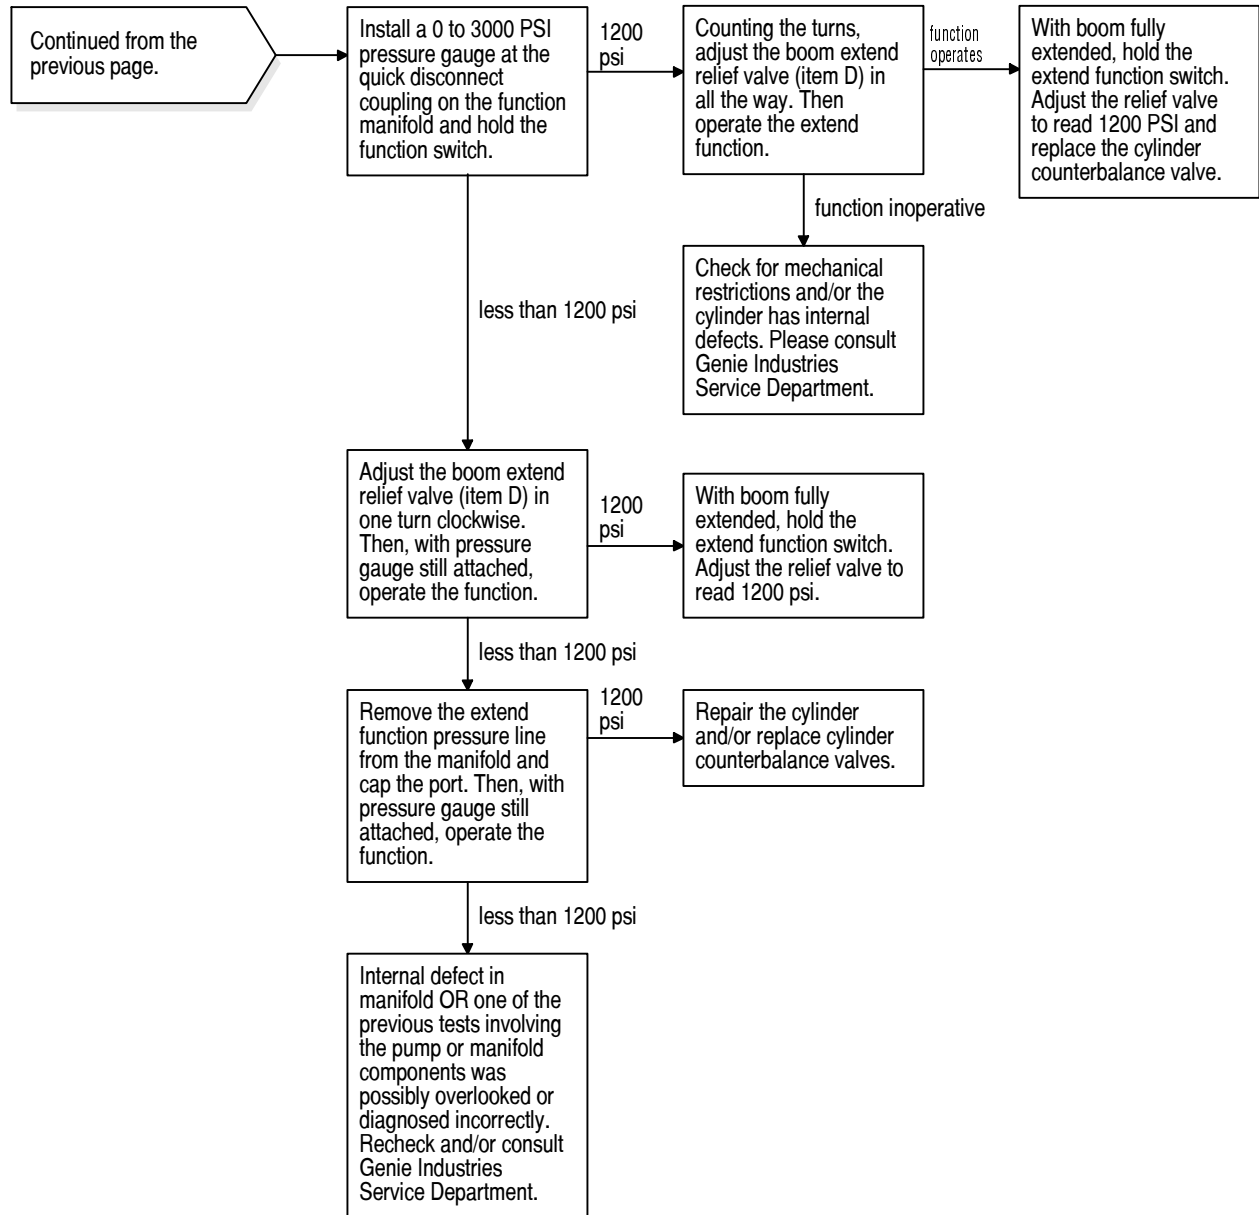 Continued from the
previous page.
Install a 0 to 3000 PSI
pressure gauge at the
quick disconnect
coupling on the function
manifold and hold the
function switch.
1200
psi
Counting the turns,
adjust the boom extend
relief valve (item D) in
all the way. Then
operate the extend
function.
function
operates
With boom fully
extended, hold the
extend function switch.
Adjust the relief valve
to read 1200 PSI and
replace the cylinder
counterbalance valve.
function inoperative
Check for mechanical
restrictions and/or the
cylinder has internal
defects. Please consult
Genie Industries
Service Department.
less than 1200 psi
Adjust the boom extend
relief valve (item D) in
one turn clockwise.
Then, with pressure
gauge still attached,
operate the function.
1200
psi
With boom fully
extended, hold the
extend function switch.
Adjust the relief valve to
read 1200 psi.
less than 1200 psi
Remove the extend
function pressure line
from the manifold and
cap the port. Then, with
pressure gauge still
attached, operate the
function.
1200
psi
Repair the cylinder
and/or replace cylinder
counterbalance valves.
less than 1200 psi
Internal defect in
manifold OR one of the
previous tests involving
the pump or manifold
components was
possibly overlooked or
diagnosed incorrectly.
Recheck and/or consult
Genie Industries
Service Department.